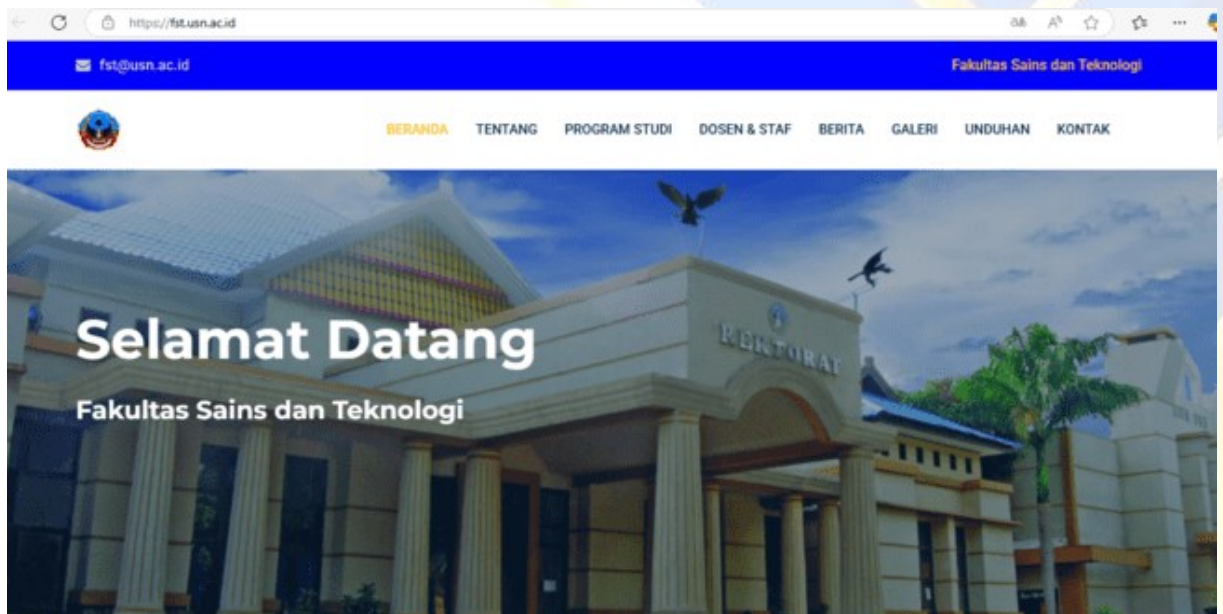 https://fst.usn.ac.id
fst@usn.ac.id
Fakultas Sains dan Teknologi
BERANDA TENTANG PROGRAM STUDI DOSEN & STAF BERITA GALERI UNDUHAN KONTAK
REKTORAT
Selamat Datang
Fakultas Sains dan Teknologi